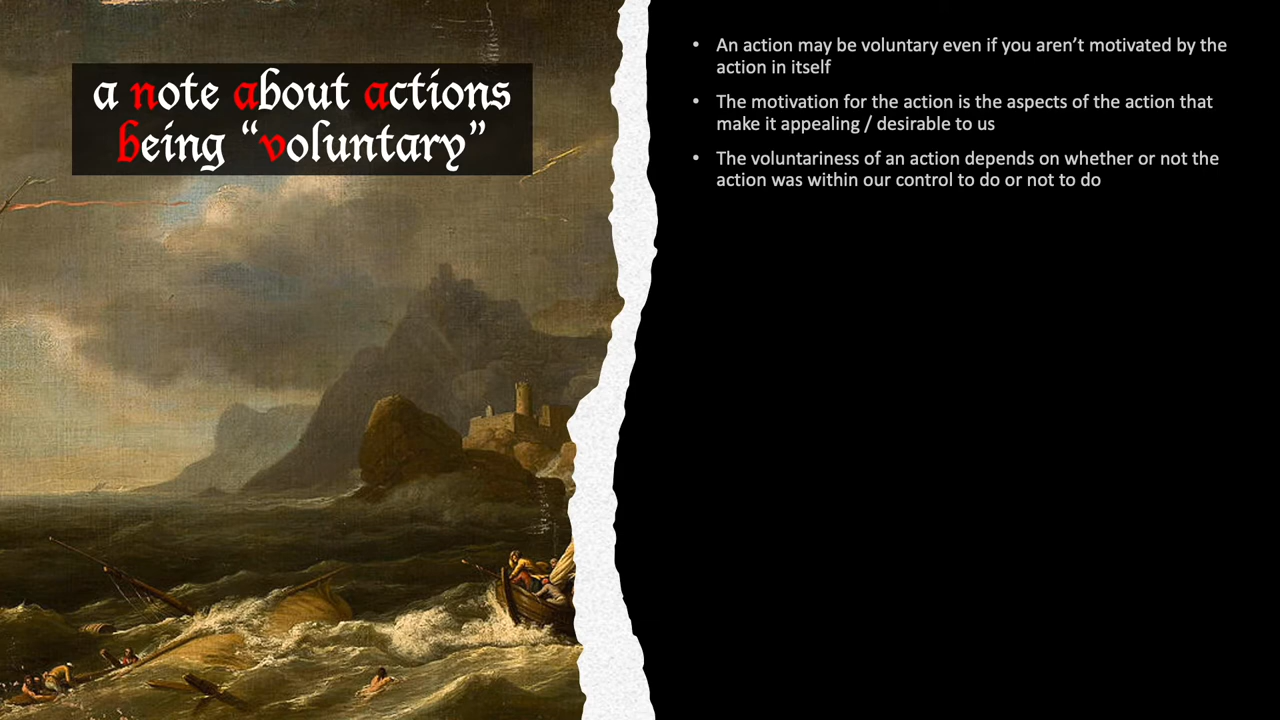 a note about actions
being “voluntary”
• An action may be voluntary even if you aren’t motivated by the
action in itself
• The motivation for the action is the aspects of the action that
make it appealing / desirable to us
• The voluntariness of an action depends on whether or not the
action was within our control to do or not to do